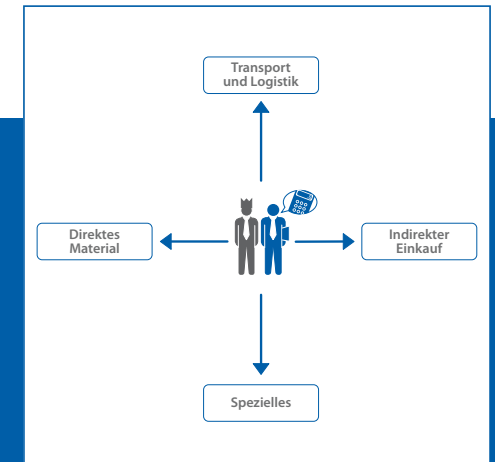 Transport
und Logistik
Direktes
Material
Indirekter
Einkauf
Spezielles